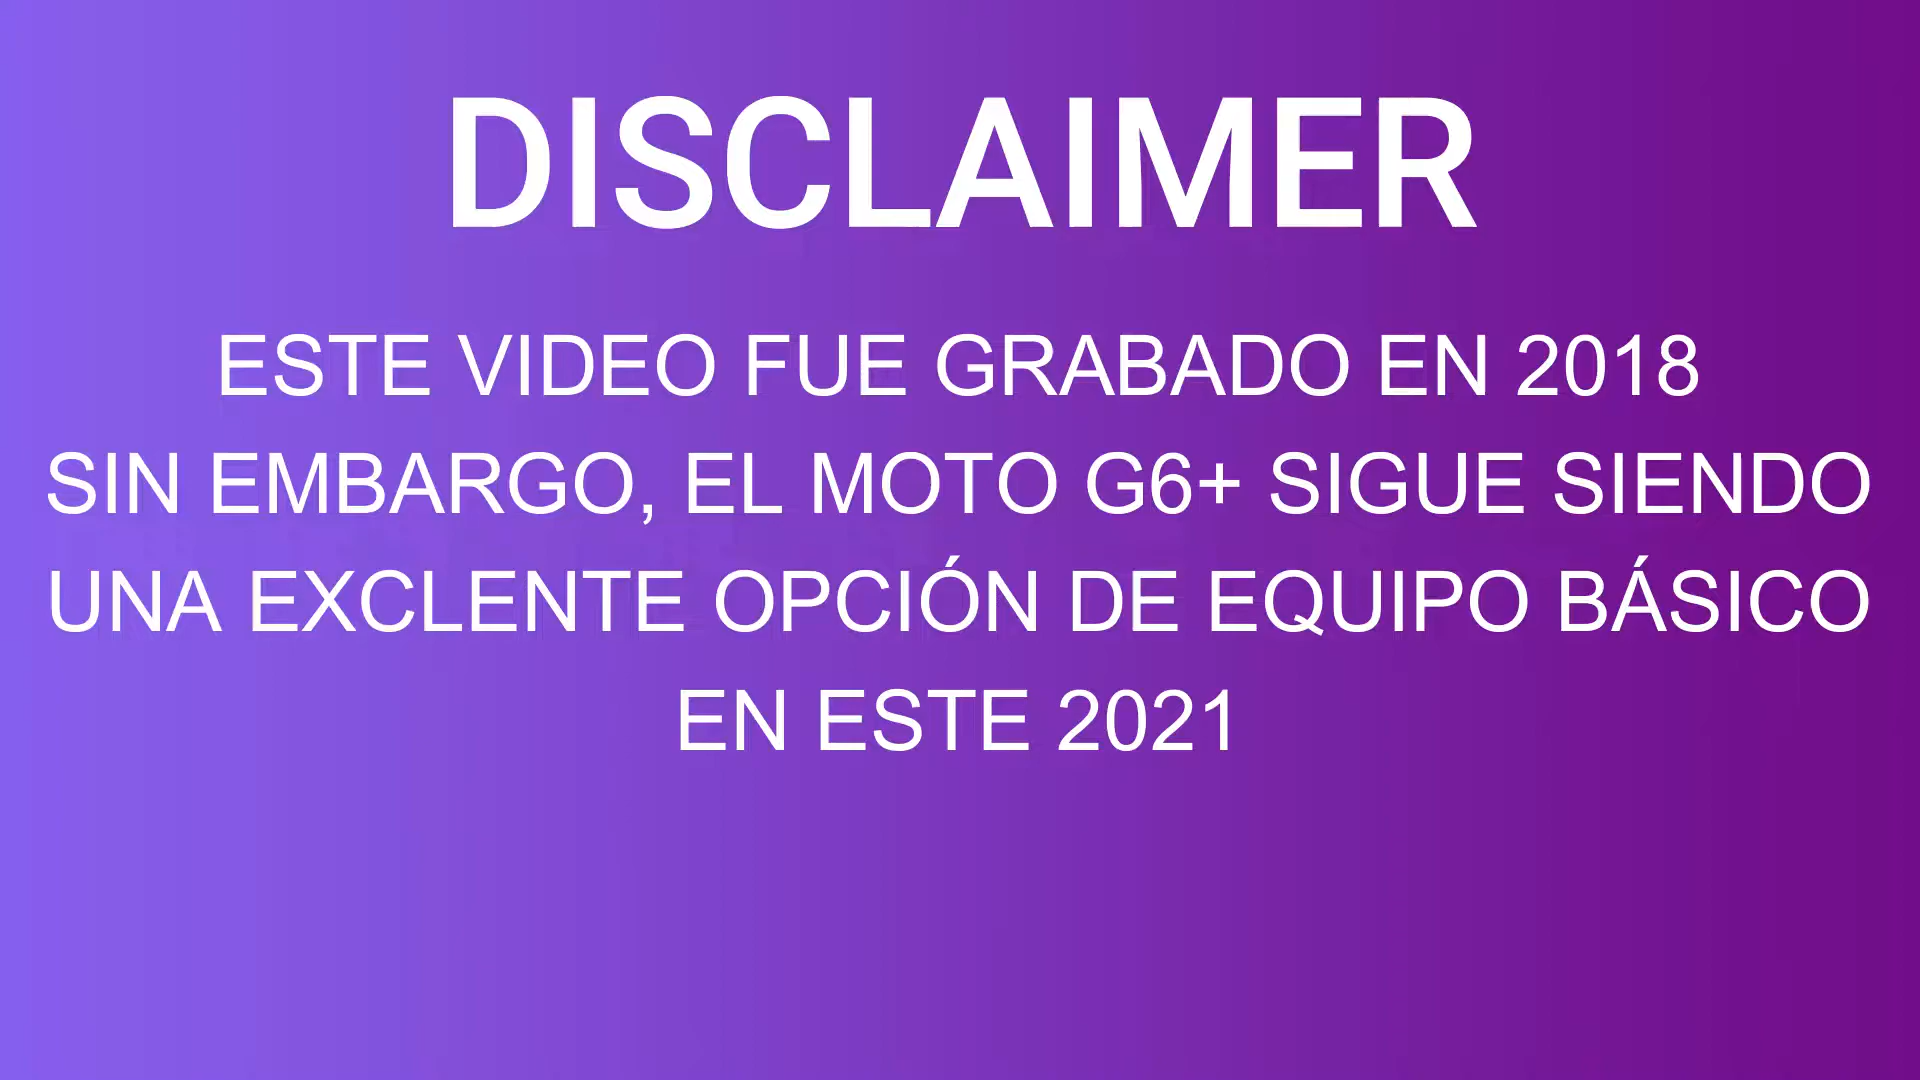 DISCLAIMER
ESTE VIDEO FUE GRABADO EN 2018
SIN EMBARGO, EL MOTO G6+ SIGUE SIENDO
UNA EXCLENTE OPCIÓN DE EQUIPO BÁSICO
EN ESTE 2021